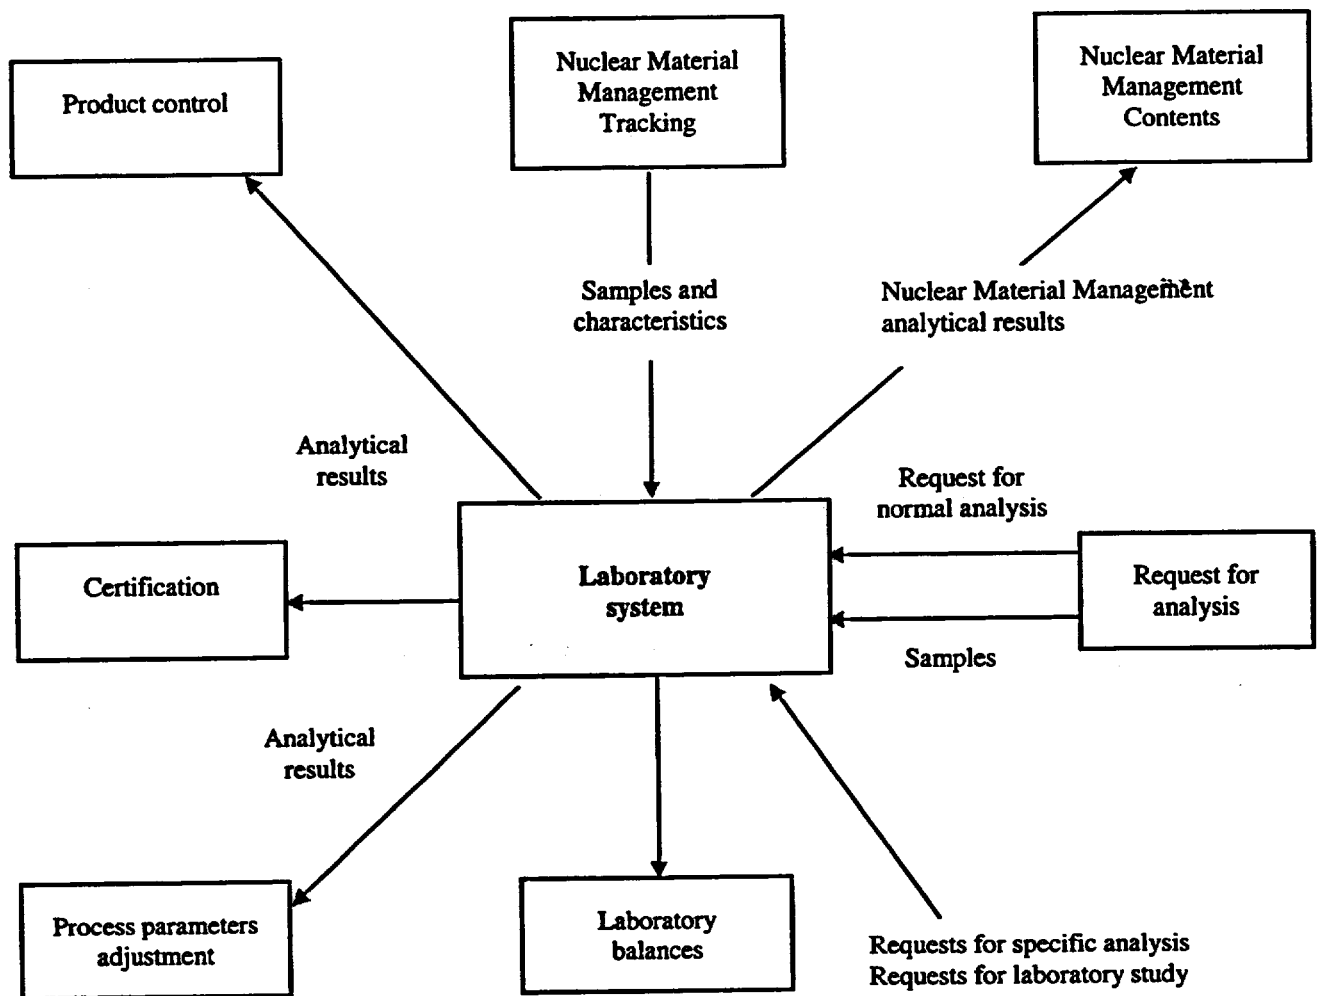 Product control
Nuclear Material
Management
Tracking
Nuclear Material
Management
Contents
Samples and
characteristics
Nuclear Material Management
analytical results
Analytical
results
Request for
normal analysis
Certification
Laboratory
system
Request for
analysis
Samples
Analytical
results
Process parameters
adjustment
Laboratory
balances
Requests for specific analysis
Requests for laboratory study